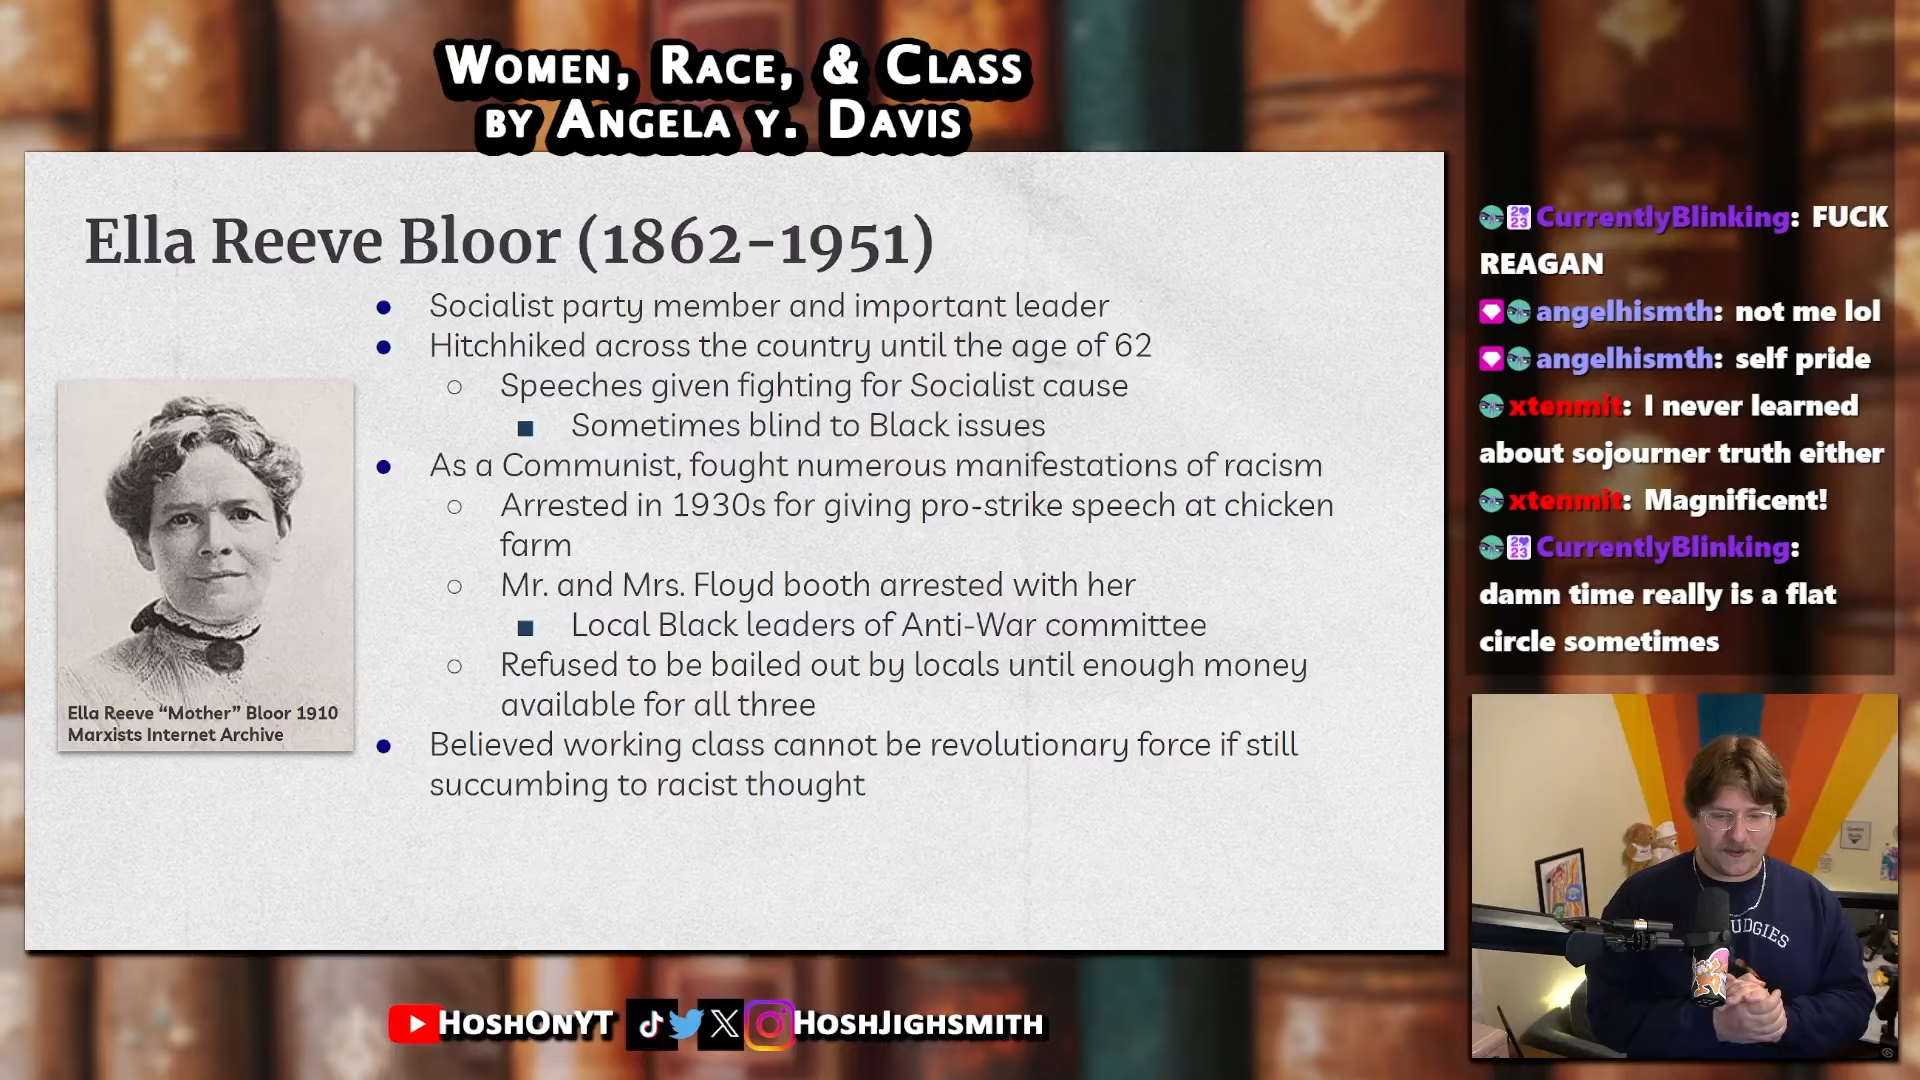 WOMEN, RACE, & CLASS
BY ANGELA Y. DAVIS
Ella Reeve Bloor (1862-1951)
● Socialist party member and important leader
● Hitchhiked across the country until the age of 62
○ Speeches given fighting for Socialist cause
■ Sometimes blind to Black issues
● As a Communist, fought numerous manifestations of racism
○ Arrested in 1930s for giving pro-strike speech at chicken
farm
○ Mr. and Mrs. Floyd booth arrested with her
■ Local Black leaders of Anti-War committee
○ Refused to be bailed out by locals until enough money
available for all three
● Believed working class cannot be revolutionary force if still
succumbing to racist thought
Ella Reeve “Mother” Bloor 1910
Marxists Internet Archive
CurrentlyBlinking: FUCK
REAGAN
angelhismth: not me lol
angelhismth: self pride
xtenmit: I never learned
about sojourner truth either
xtenmit: Magnificent!
CurrentlyBlinking:
damn time really is a flat
circle sometimes
UDGIES
HOSHONYT
HOSHJIGHSMITH